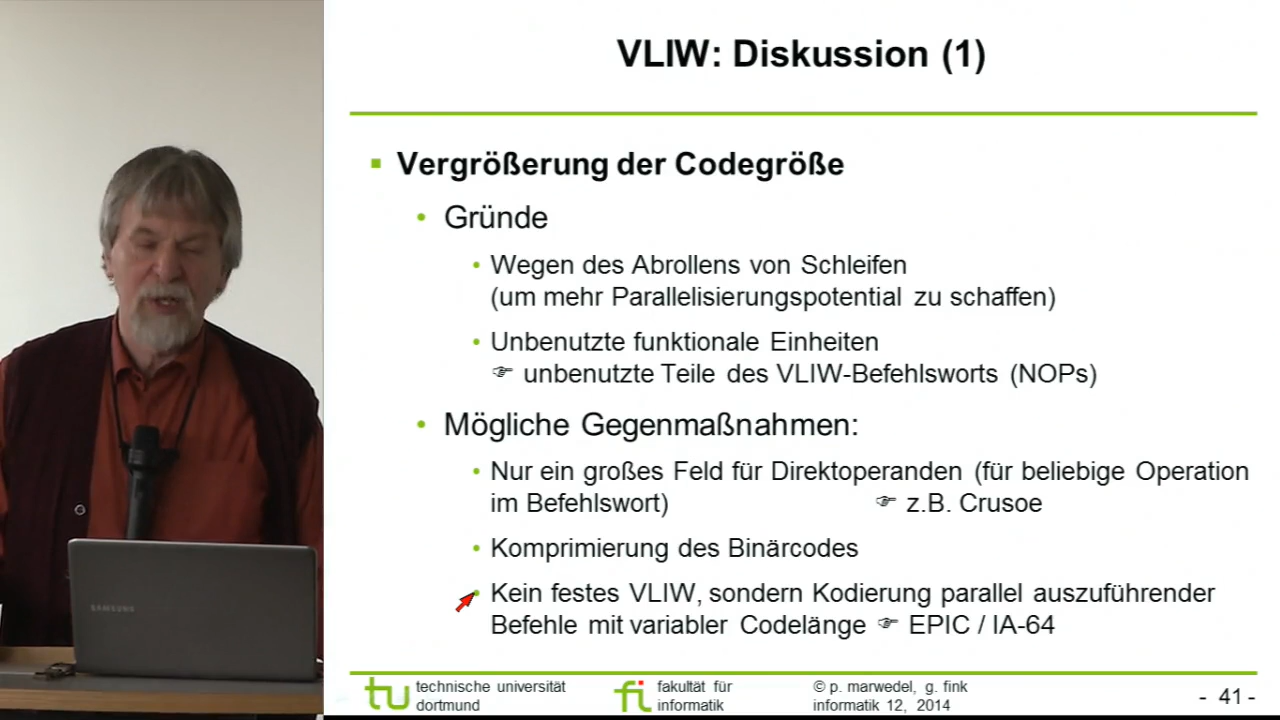 VLIW: Diskussion (1)
Vergrößerung der Codegröße
Gründe
Wegen des Abrollens von Schleifen
(um mehr Parallelisierungspotential zu schaffen)
Unbenutzte funktionale Einheiten
☞ unbenutzte Teile des VLIW-Befehlsworts (NOPs)
Mögliche Gegenmaßnahmen:
Nur ein großes Feld für Direktoperanden (für beliebige Operation
im Befehlswort) ☞ z.B. Crusoe
Komprimierung des Binärcodes
Kein festes VLIW, sondern Kodierung parallel auszuführender
Befehle mit variabler Codelänge ☞ EPIC / IA-64
SAMSUNG
tu technische universität
dortmund
fi fakultät für
informatik
© p. marwedel, g. fink
informatik 12, 2014
- 41 -